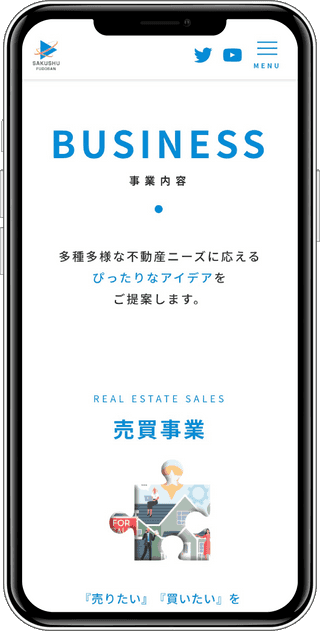 SAKUSHU
FUDOSAN
MENU
BUSINESS
事業内容
多種多様な不動産ニーズに応える
ぴったりなアイデアを
ご提案します。
REAL ESTATE SALES
売買事業
FOR
『売りたい』『買いたい』を